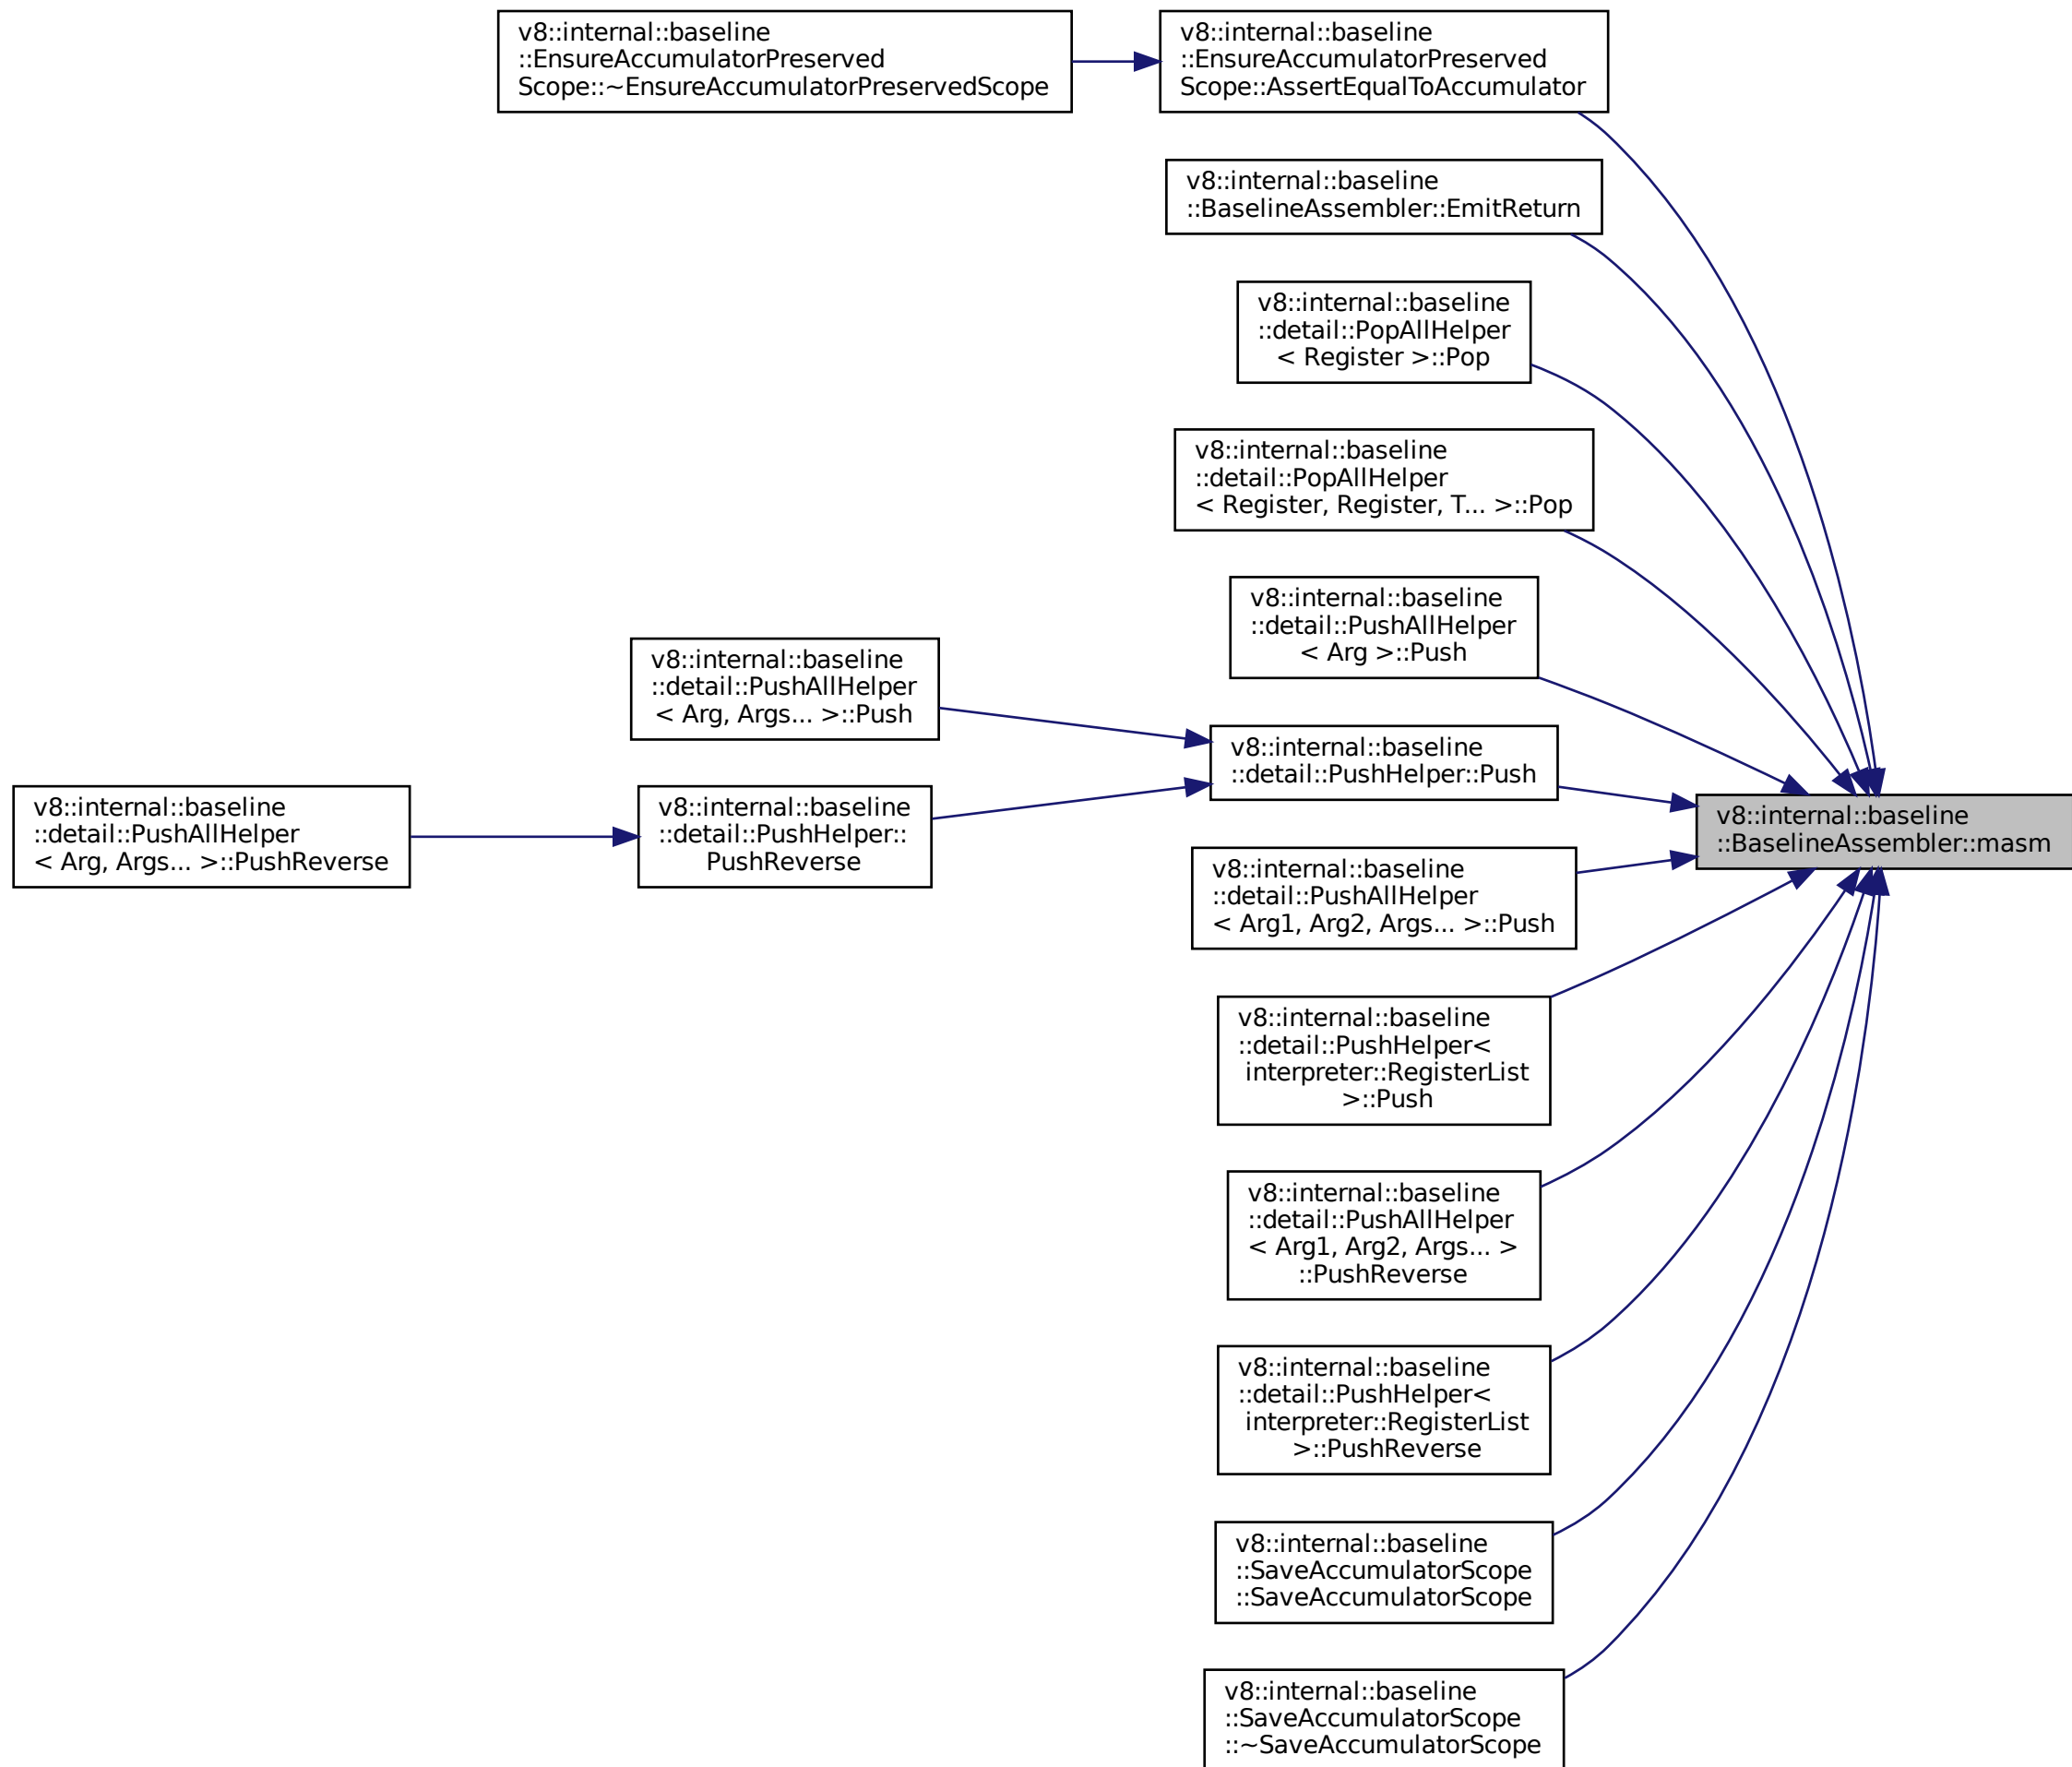 v8::internal::baseline
::EnsureAccumulatorPreserved
Scope::~EnsureAccumulatorPreservedScope
v8::internal::baseline
::EnsureAccumulatorPreserved
Scope::AssertEqualToAccumulator
v8::internal::baseline
::BaselineAssembler::EmitReturn
v8::internal::baseline
::detail::PopAllHelper
< Register >::Pop
v8::internal::baseline
::detail::PopAllHelper
< Register, Register, T... >::Pop
v8::internal::baseline
::detail::PushAllHelper
< Arg >::Push
v8::internal::baseline
::detail::PushAllHelper
< Arg, Args... >::Push
v8::internal::baseline
::detail::PushHelper::Push
v8::internal::baseline
::detail::PushAllHelper
< Arg, Args... >::PushReverse
v8::internal::baseline
::detail::PushHelper::
PushReverse
v8::internal::baseline
::BaselineAssembler::masm
v8::internal::baseline
::detail::PushAllHelper
< Arg1, Arg2, Args... >::Push
v8::internal::baseline
::detail::PushHelper<
interpreter::RegisterList
>::Push
v8::internal::baseline
::detail::PushAllHelper
< Arg1, Arg2, Args... >
::PushReverse
v8::internal::baseline
::detail::PushHelper<
interpreter::RegisterList
>::PushReverse
v8::internal::baseline
::SaveAccumulatorScope
::SaveAccumulatorScope
v8::internal::baseline
::SaveAccumulatorScope
::~SaveAccumulatorScope